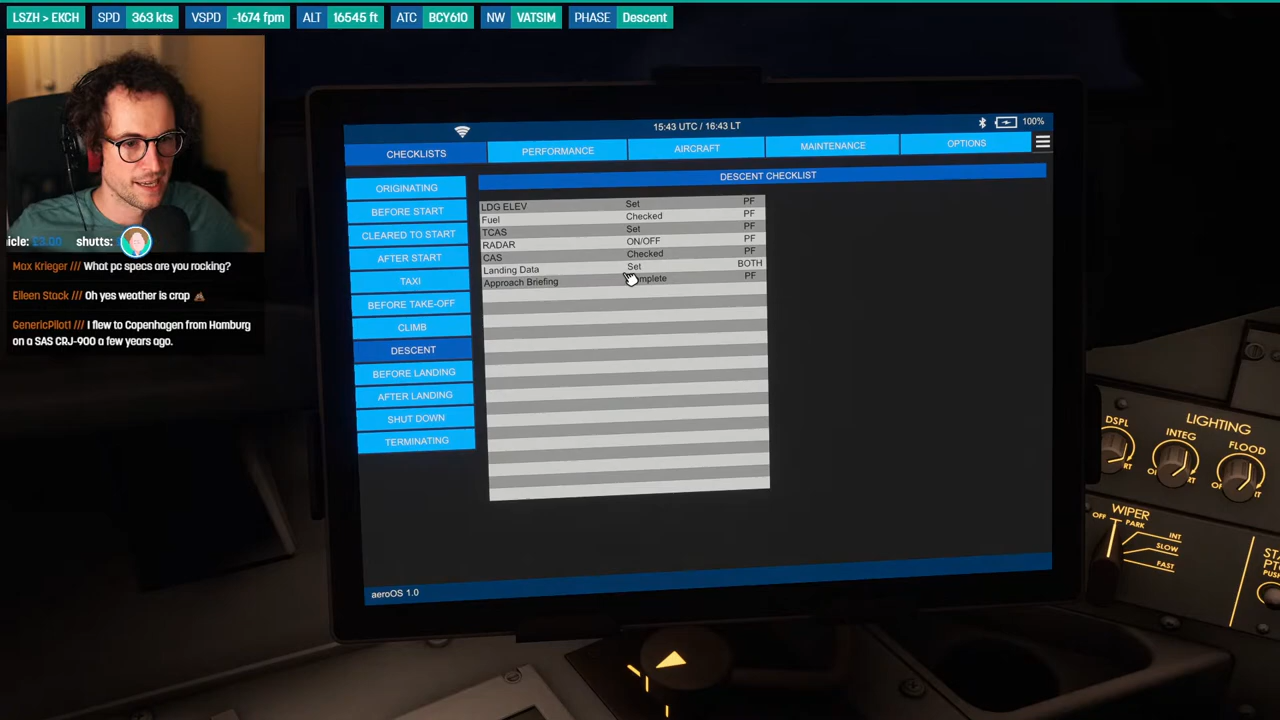 LSZH > EKCH SPD 363 kts VSPD -1674 fpm ALT 16545 ft ATC BCY610 NW VATSIM PHASE Descent
icle: £3.00 shutts:
Max Krieger /// What pc specs are you rocking?
Eileen Stack /// Oh yes weather is crap
GenericPilot1 /// I flew to Copenhagen from Hamburg
on a SAS CRJ-900 a few years ago.
15:43 UTC / 16:43 LT 100%
CHECKLISTS PERFORMANCE AIRCRAFT MAINTENANCE OPTIONS
ORIGINATING
BEFORE START
CLEARED TO START
AFTER START
TAXI
BEFORE TAKE-OFF
CLIMB
DESCENT
BEFORE LANDING
AFTER LANDING
SHUT DOWN
TERMINATING
DESCENT CHECKLIST
LDG ELEV Set PF
Fuel Checked PF
TCAS Set PF
RADAR ON/OFF PF
CAS Checked PF
Landing Data Set BOTH
Approach Briefing mplete PF
aeroOS 1.0
LIGHTING
DSPL INTEG FLOOD
WIPER
OFF PARK INT
SLOW
FAST